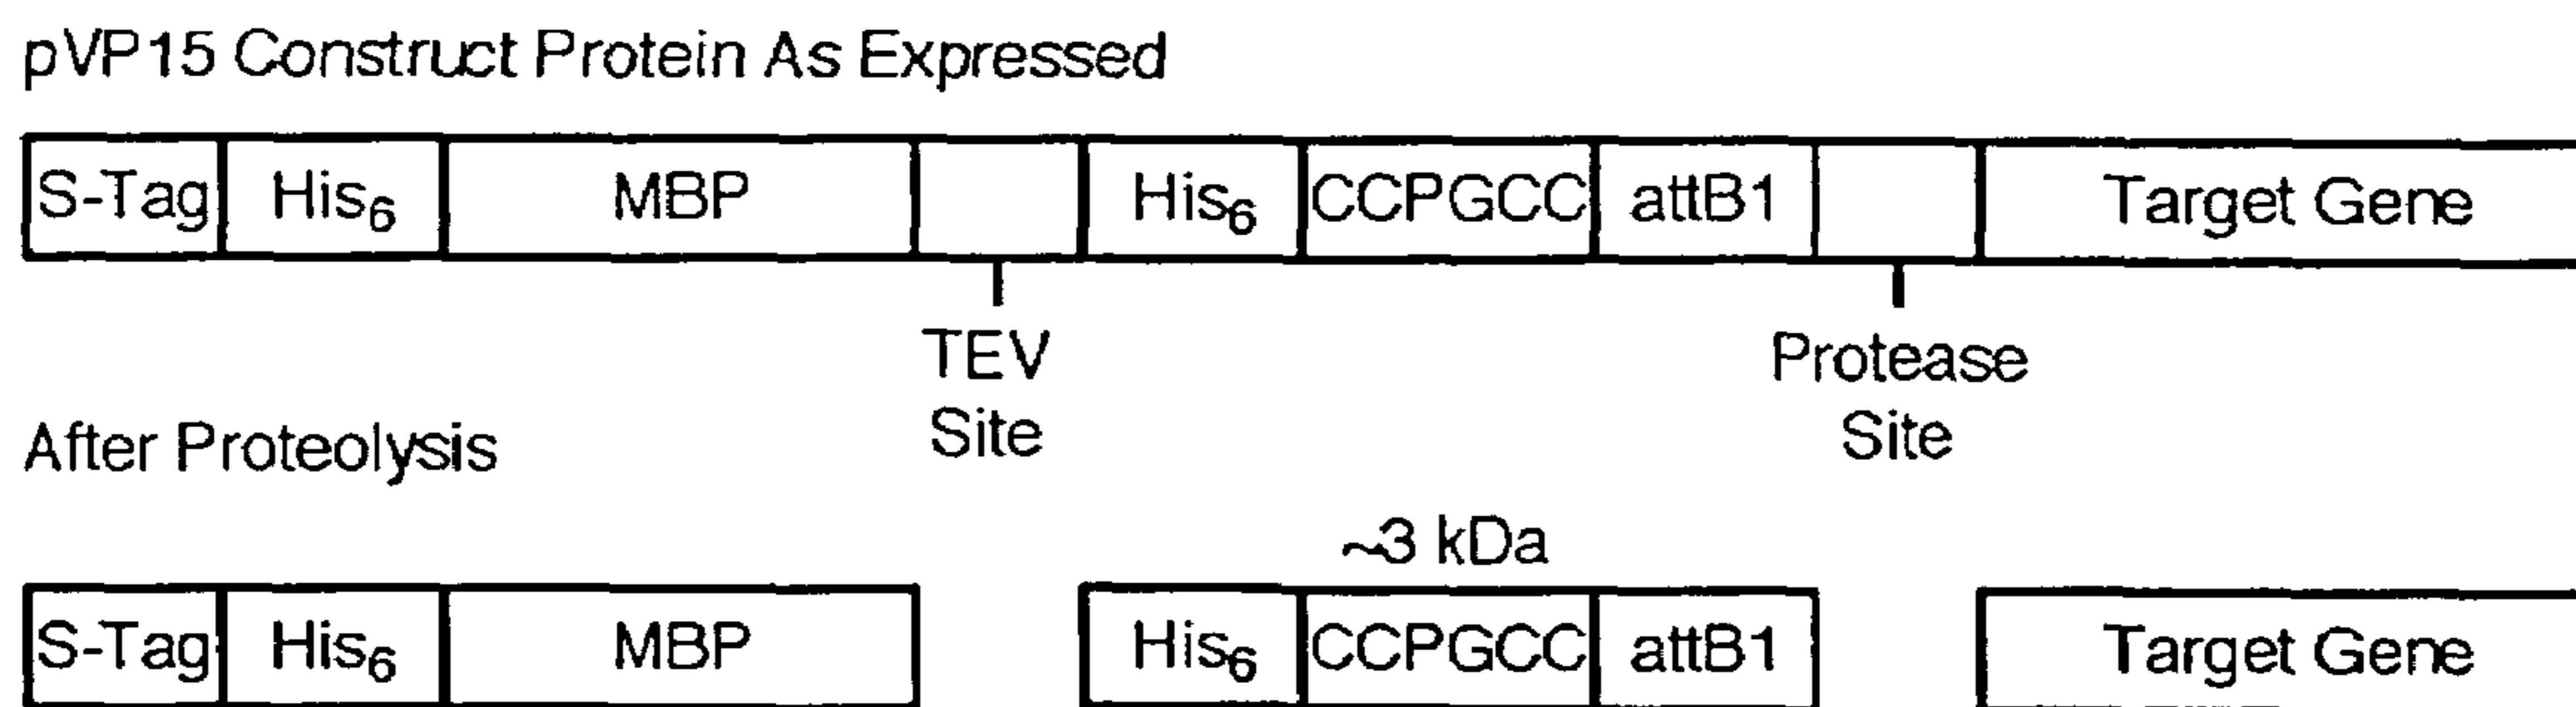 pVP15 Construct Protein As Expressed
S-Tag His₆ MBP His₆ CCPGCC attB1 Target Gene
TEV Protease
Site Site
After Proteolysis
~3 kDa
S-Tag His₆ MBP His₆ CCPGCC attB1 Target Gene